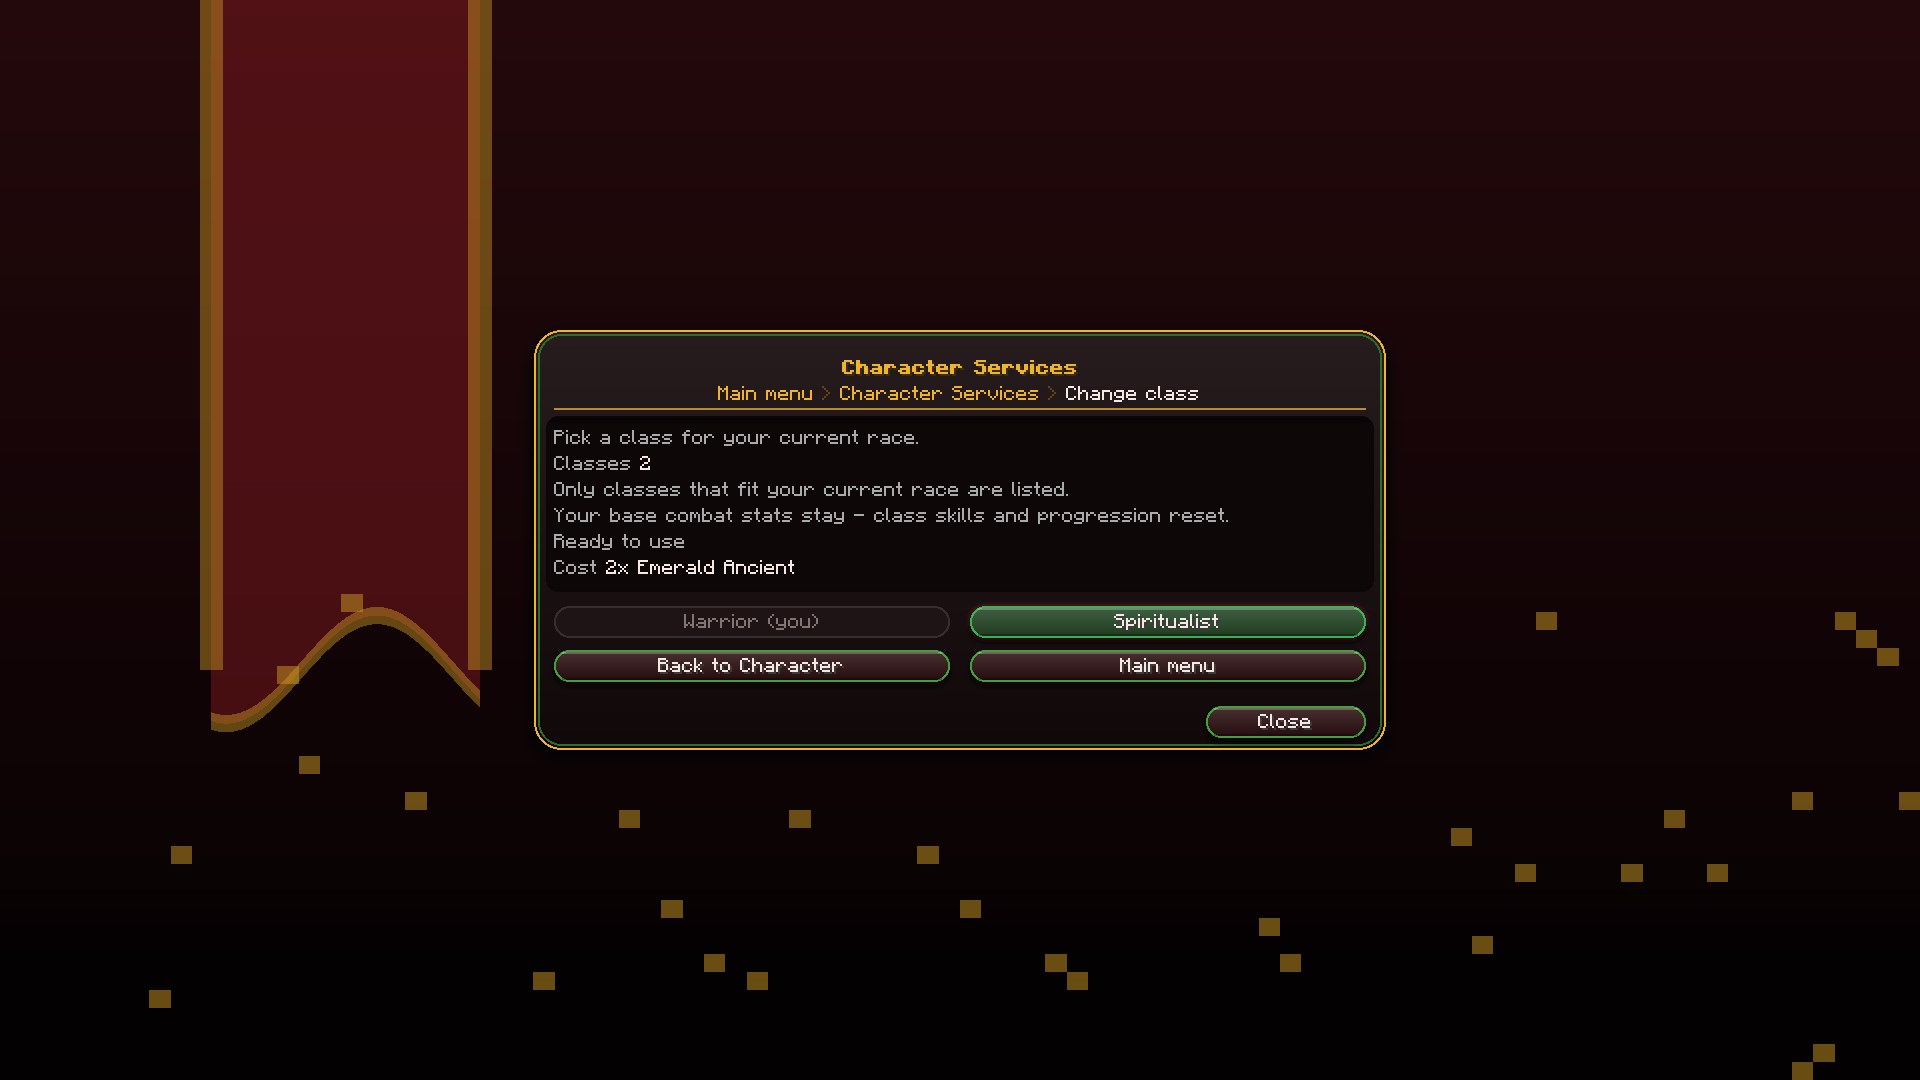 Character Services
Main menu > Character Services > Change class
Pick a class for your current race.
Classes 2
Only classes that fit your current race are listed.
Your base combat stats stay – class skills and progression reset.
Ready to use
Cost 2x Emerald Ancient
Warrior (you)
Spiritualist
Back to Character
Main menu
Close